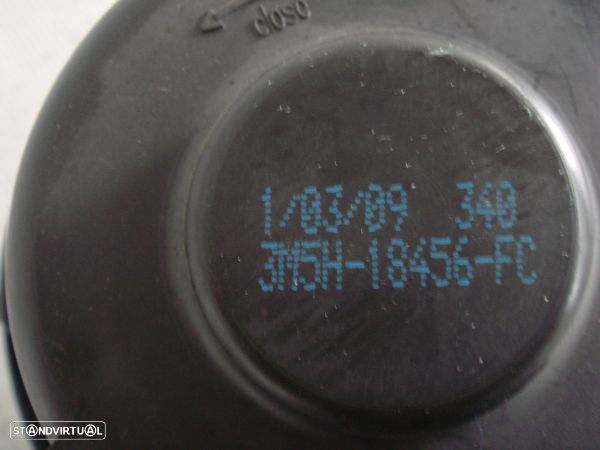 close
1/03/09 340
3M5H-18456-FC
STANDVIRTUAL